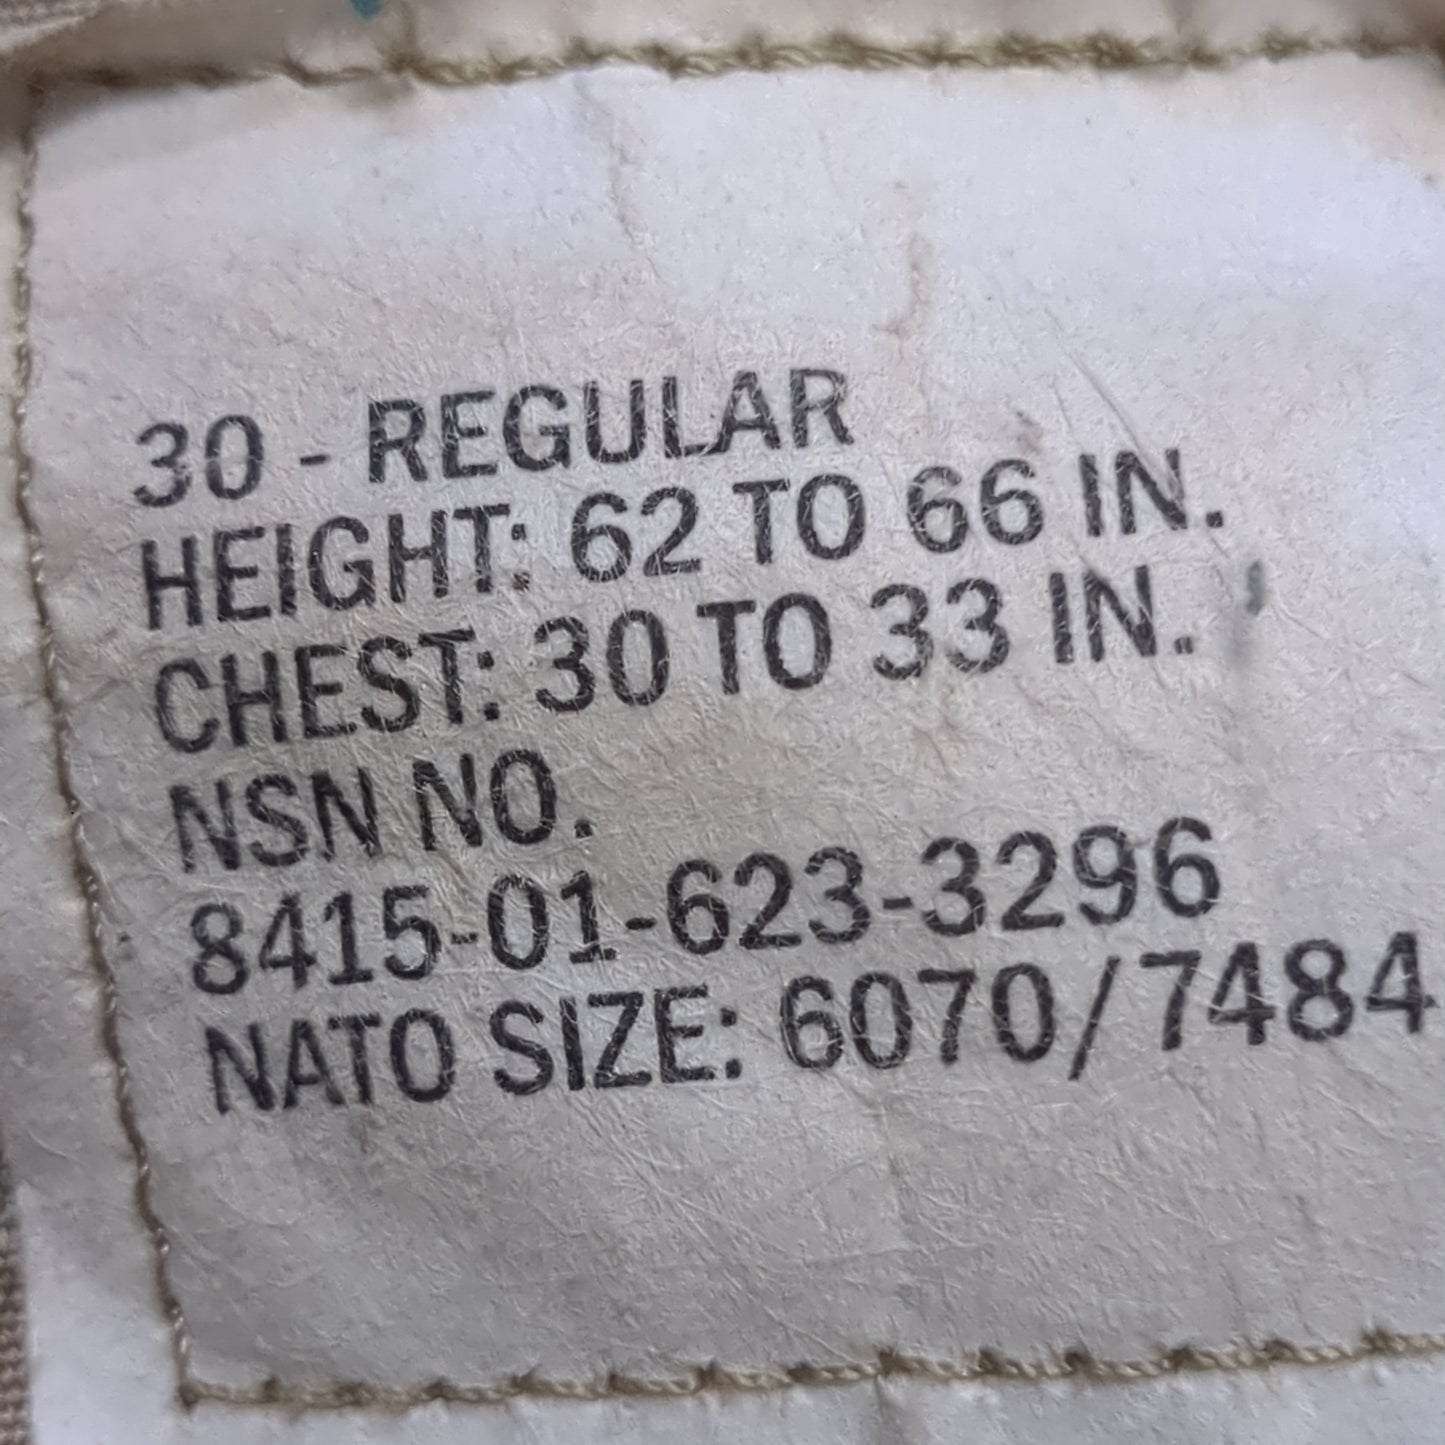 30 - REGULAR
HEIGHT: 62 TO 66 IN.
CHEST: 30 TO 33 IN.
NSN NO.
8415-01-623-3296
NATO SIZE: 6070/7484